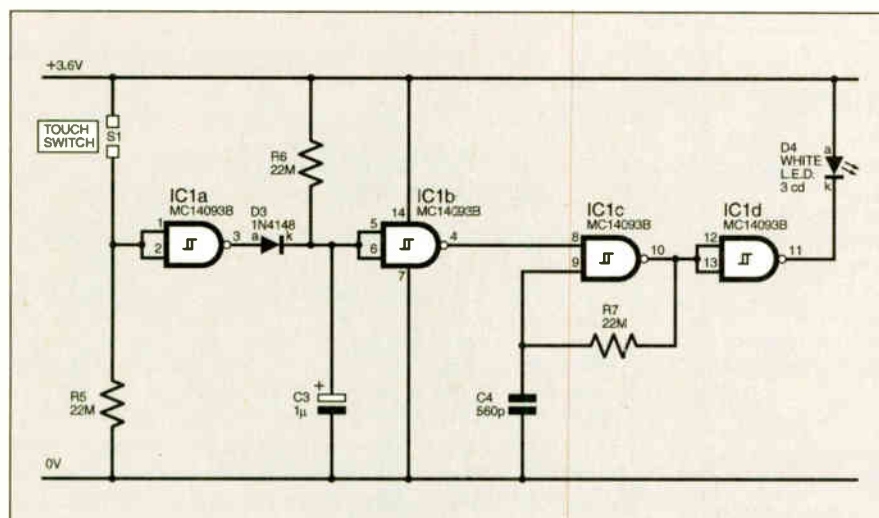 +3.6V
TOUCH
SWITCH
S1
R6
22M
D4
WHITE
L.E.D.
3 cd
a
k
IC1a
MC14093B
1
2
3
D3
1N4148
a
k
IC1b
MC14093B
14
5
6
4
7
IC1c
MC14093B
8
9
10
IC1d
MC14093B
12
13
11
R7
22M
R5
22M
+
C3
1μ
C4
560p
0V